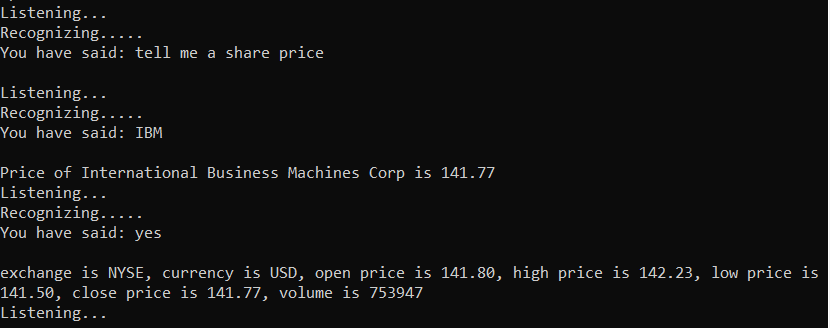 Listening...
Recognizing.....
You have said: tell me a share price
Listening...
Recognizing.....
You have said: IBM
Price of International Business Machines Corp is 141.77
Listening...
Recognizing.....
You have said: yes
exchange is NYSE, currency is USD, open price is 141.80, high price is 142.23, low price is
141.50, close price is 141.77, volume is 753947
Listening...